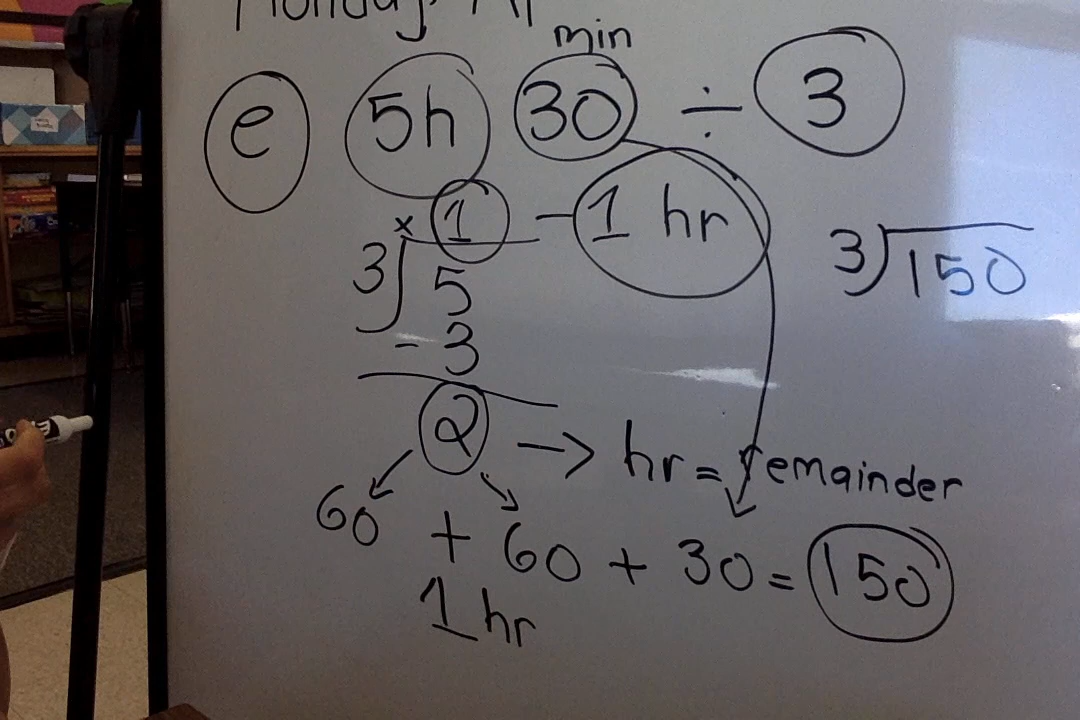 Monday
min
e 5h 30 ÷ 3
x 1 - 1 hr
3) 5 3) 150
- 3
2 → hr = remainder
60 + 60 + 30 = 150
1 hr